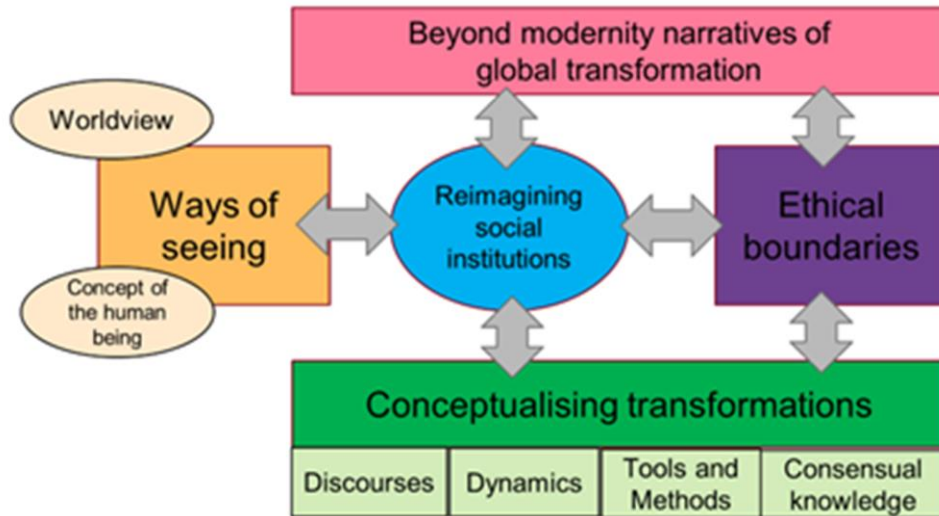 Beyond modernity narratives of
global transformation
Worldview
Ways of
seeing
Concept of
the human
being
Reimagining
social
institutions
Ethical
boundaries
Conceptualising transformations
Discourses
Dynamics
Tools and
Methods
Consensual
knowledge